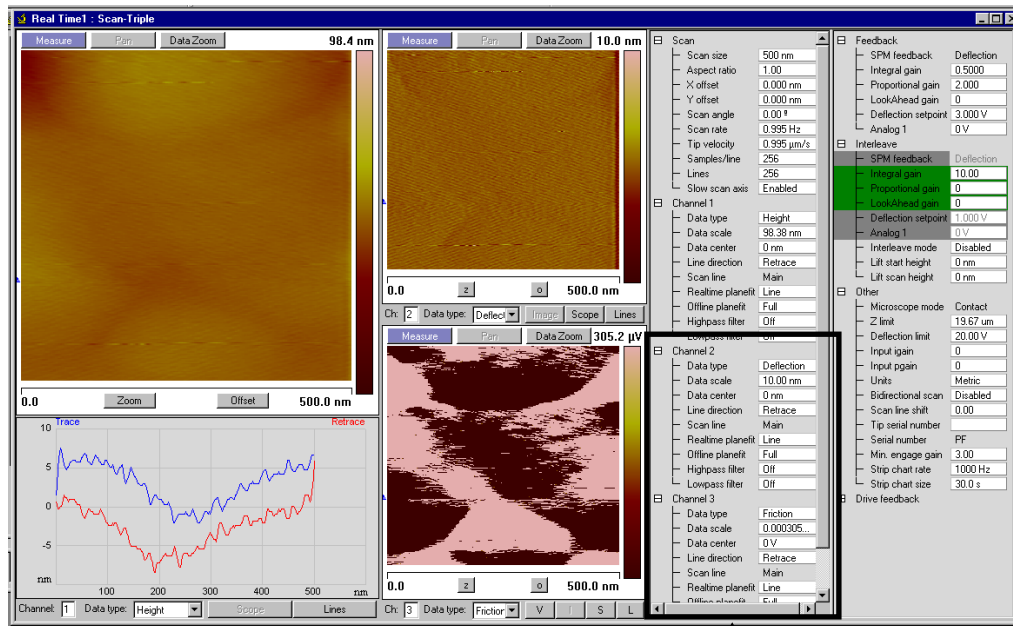 Real Time1 : Scan-Triple
Measure Pan Data Zoom 98.4 nm
0.0 Zoom Offset 500.0 nm
Trace Retrace
10
5
0
-5
nm
100 200 300 400 500 nm
Channel: 1 Data type: Height Scope Lines
Measure Pan Data Zoom 10.0 nm
0.0 z o 500.0 nm
Ch: 2 Data type: Deflect Image Scope Lines
Measure Pan Data Zoom 305.2 µV
0.0 z o 500.0 nm
Ch: 3 Data type: Friction V S L
Scan
Scan size 500 nm
Aspect ratio 1.00
X offset 0.000 nm
Y offset 0.000 nm
Scan angle 0.00 º
Scan rate 0.995 Hz
Tip velocity 0.995 µm/s
Samples/line 256
Lines 256
Slow scan axis Enabled
Channel 1
Data type Height
Data scale 98.38 nm
Data center 0 nm
Line direction Retrace
Scan line Main
Realtime planefit Line
Offline planefit Full
Highpass filter Off
Lowpass filter Off
Channel 2
Data type Deflection
Data scale 10.00 nm
Data center 0 nm
Line direction Retrace
Scan line Main
Realtime planefit Line
Offline planefit Full
Highpass filter Off
Lowpass filter Off
Channel 3
Data type Friction
Data scale 0.000305...
Data center 0 V
Line direction Retrace
Scan line Main
Realtime planefit Line
Offline planefit Full
Feedback
SPM feedback Deflection
Integral gain 0.5000
Proportional gain 2.000
LookAhead gain 0
Deflection setpoint 3.000 V
Analog 1 0 V
Interleave
SPM feedback Deflection
Integral gain 10.00
Proportional gain 0
LookAhead gain 0
Deflection setpoint 1.000 V
Analog 1 0 V
Interleave mode Disabled
Lift start height 0 nm
Lift scan height 0 nm
Other
Microscope mode Contact
Z limit 19.67 um
Deflection limit 20.00 V
Input igain 0
Input pgain 0
Units Metric
Bidirectional scan Disabled
Scan line shift 0.00
Tip serial number
Serial number PF
Min. engage gain 3.00
Strip chart rate 1000 Hz
Strip chart size 30.0 s
Drive feedback